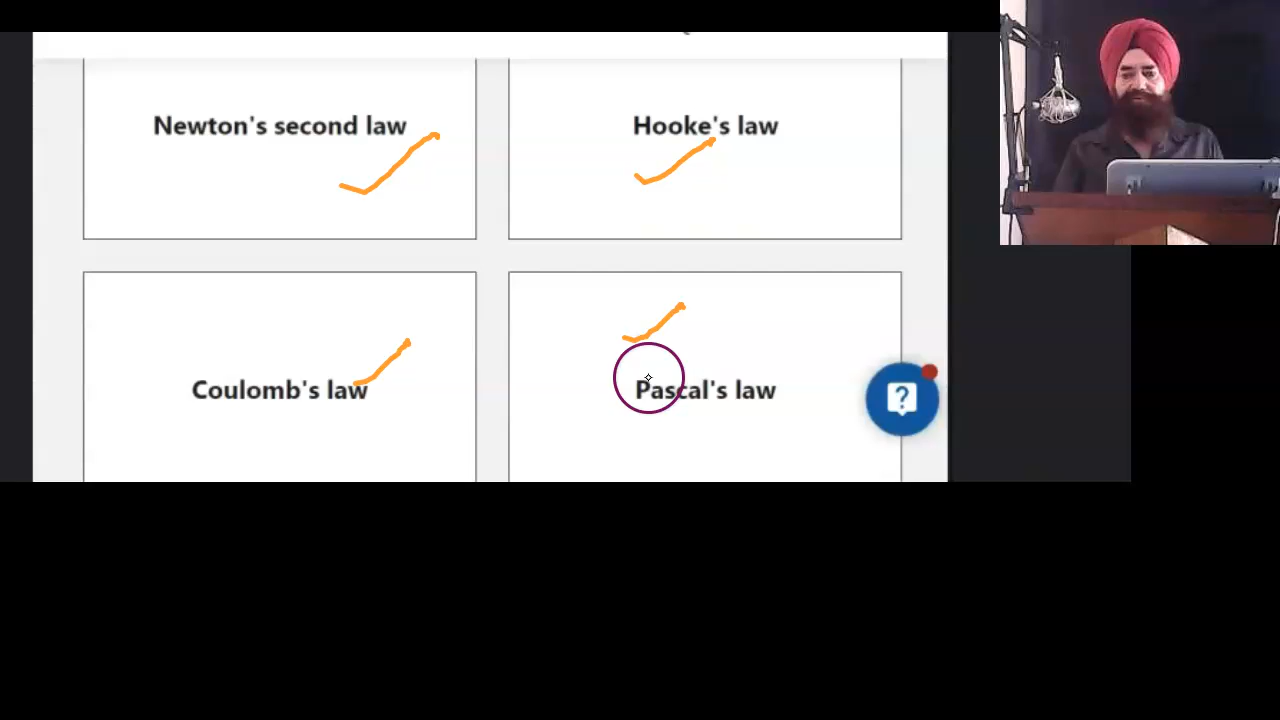 Newton's second law
Hooke's law
Coulomb's law
Pascal's law
?